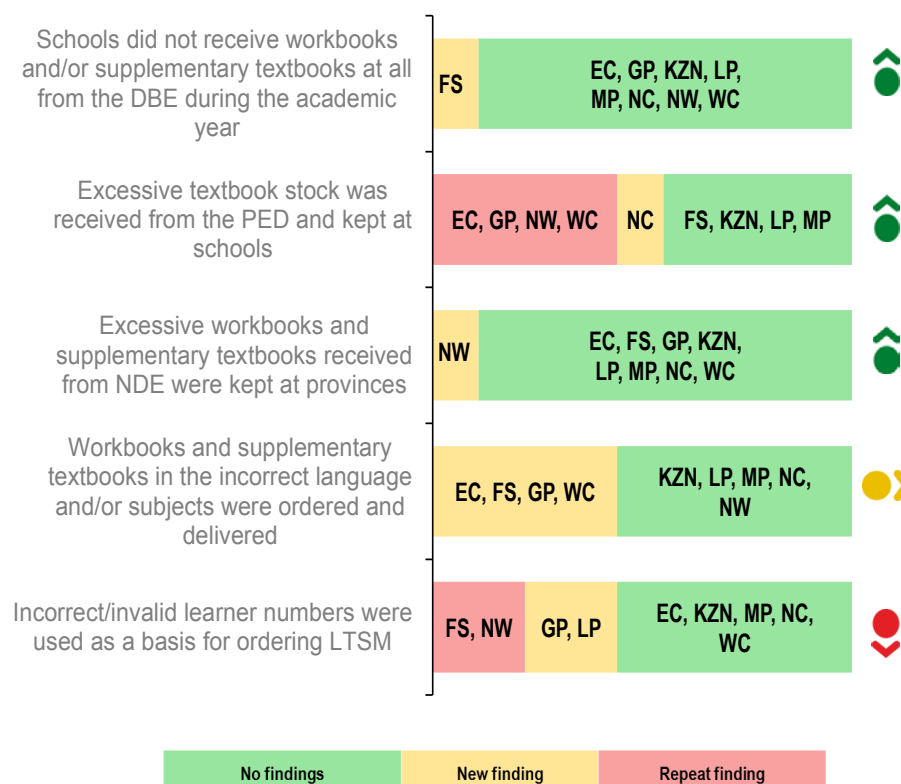 Schools did not receive workbooks
and/or supplementary textbooks at all
from the DBE during the academic
year
FS
EC, GP, KZN, LP,
MP, NC, NW, WC
Excessive textbook stock was
received from the PED and kept at
schools
EC, GP, NW, WC
NC
FS, KZN, LP, MP
Excessive workbooks and
supplementary textbooks received
from NDE were kept at provinces
NW
EC, FS, GP, KZN,
LP, MP, NC, WC
Workbooks and supplementary
textbooks in the incorrect language
and/or subjects were ordered and
delivered
EC, FS, GP, WC
KZN, LP, MP, NC,
NW
Incorrect/invalid learner numbers were
used as a basis for ordering LTSM
FS, NW
GP, LP
EC, KZN, MP, NC,
WC
No findings
New finding
Repeat finding